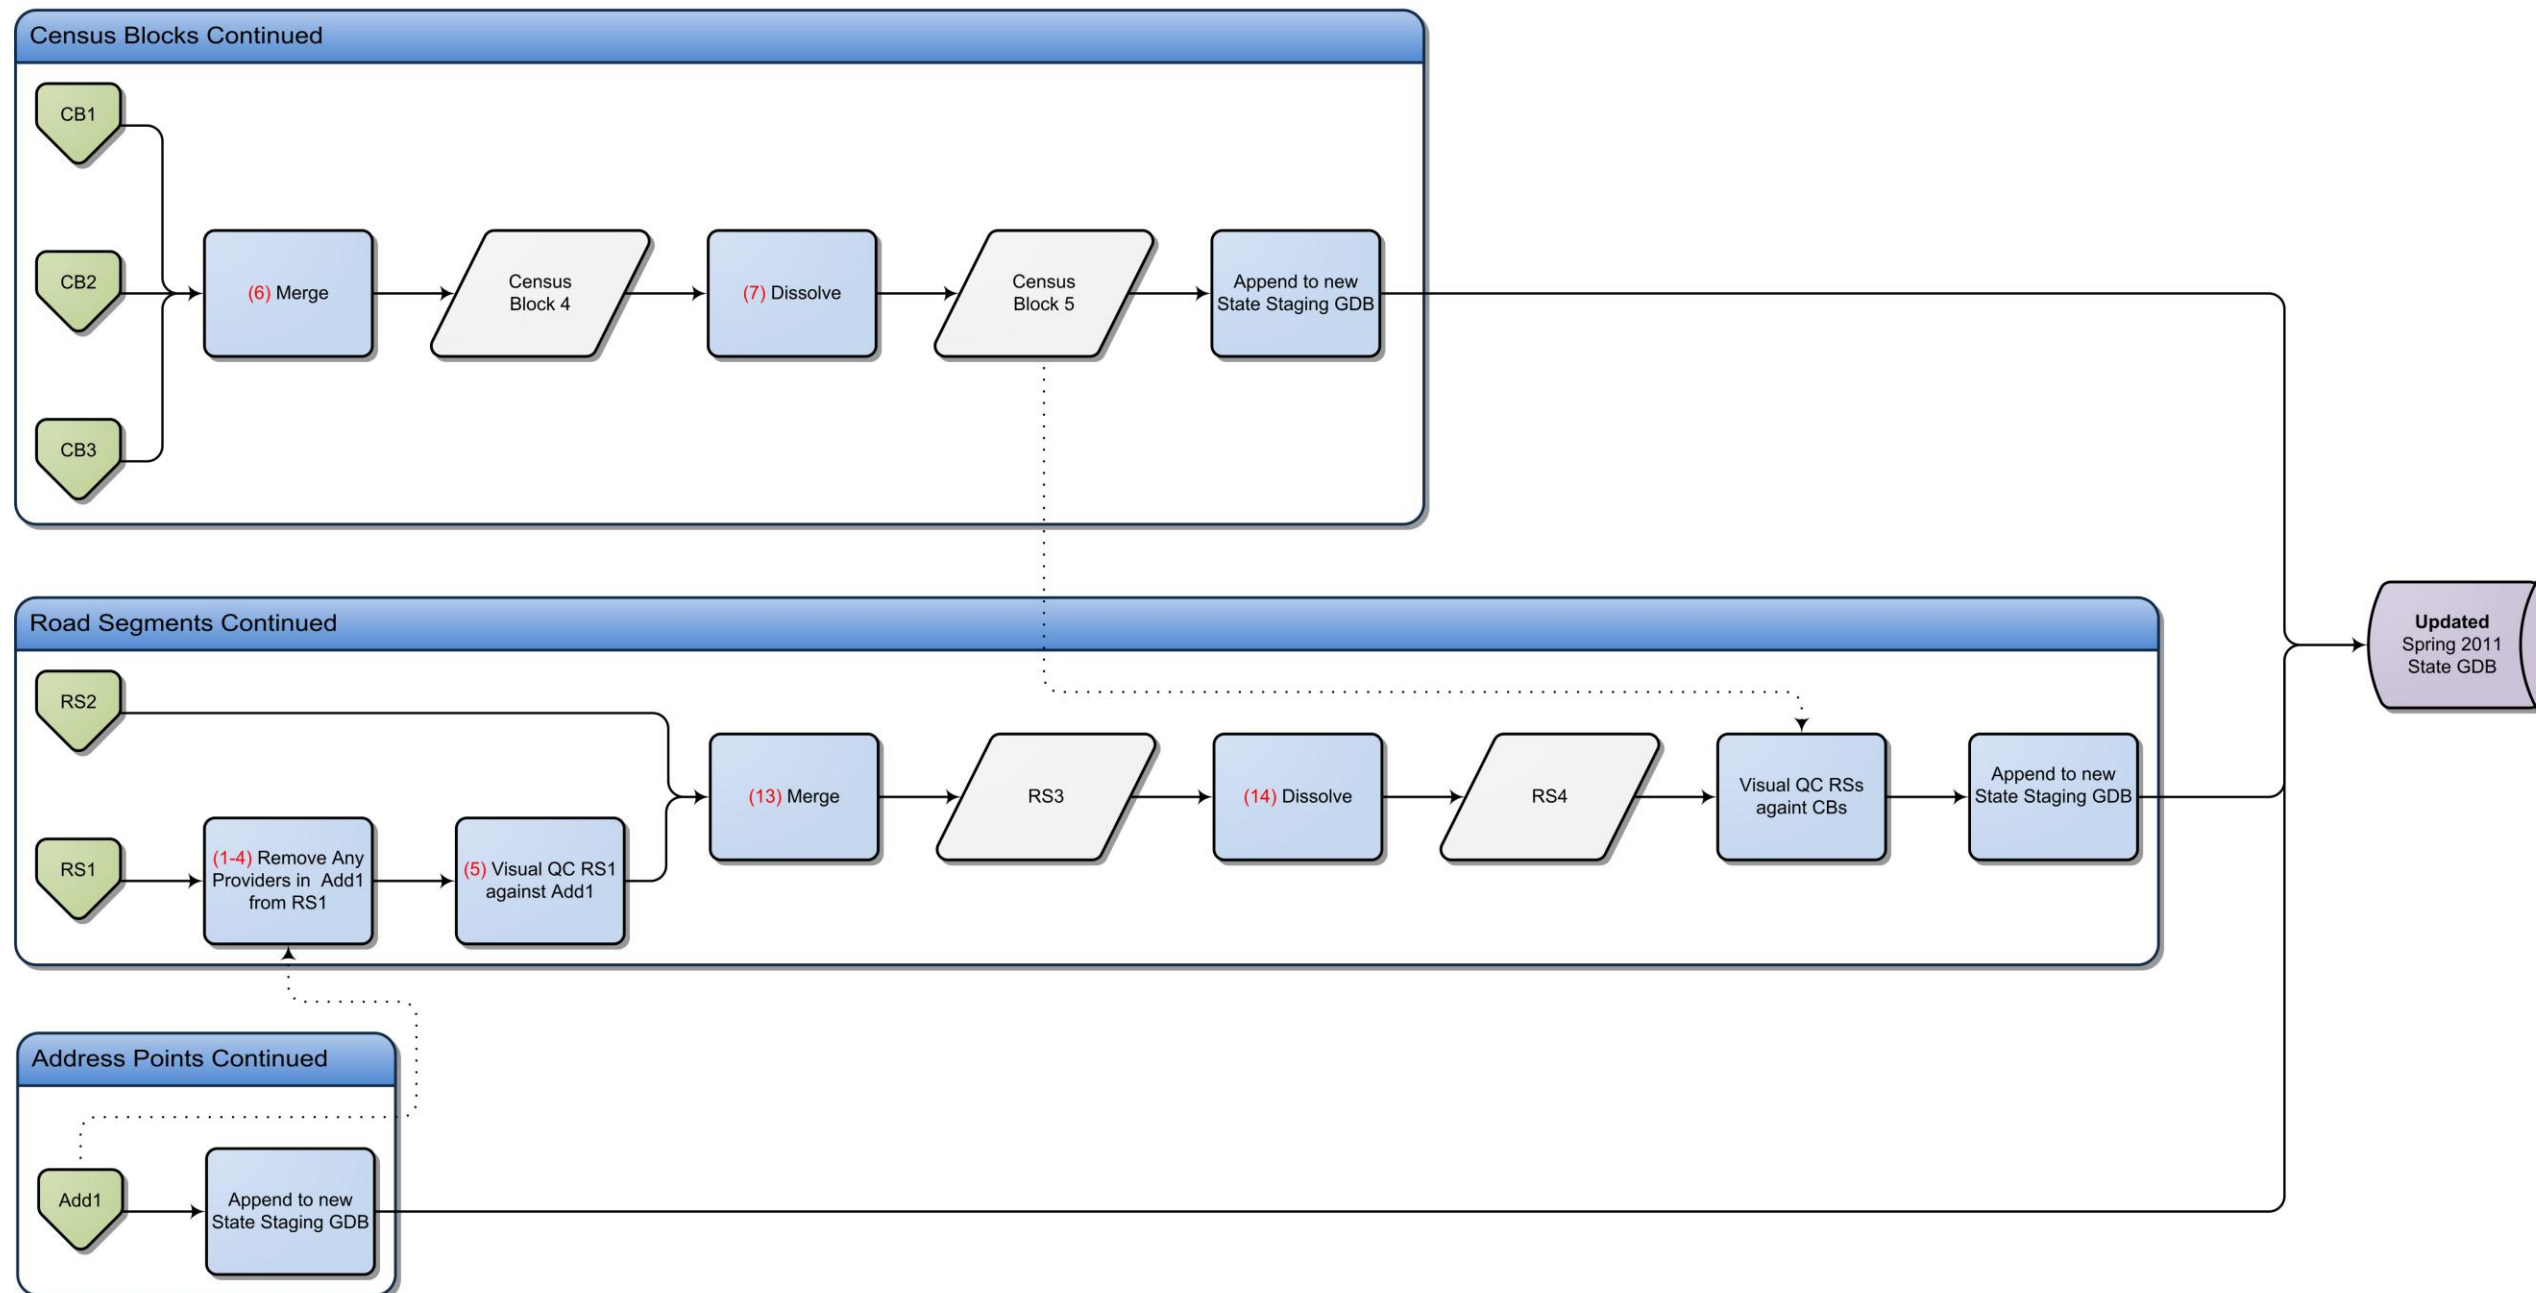 Census Blocks Continued
CB1
CB2
CB3
(6) Merge
Census
Block 4
(7) Dissolve
Census
Block 5
Append to new
State Staging GDB
Road Segments Continued
RS2
RS1
(1-4) Remove Any
Providers in Add1
from RS1
(5) Visual QC RS1
against Add1
(13) Merge
RS3
(14) Dissolve
RS4
Visual QC RSs
againt CBs
Append to new
State Staging GDB
Updated
Spring 2011
State GDB
Address Points Continued
Add1
Append to new
State Staging GDB